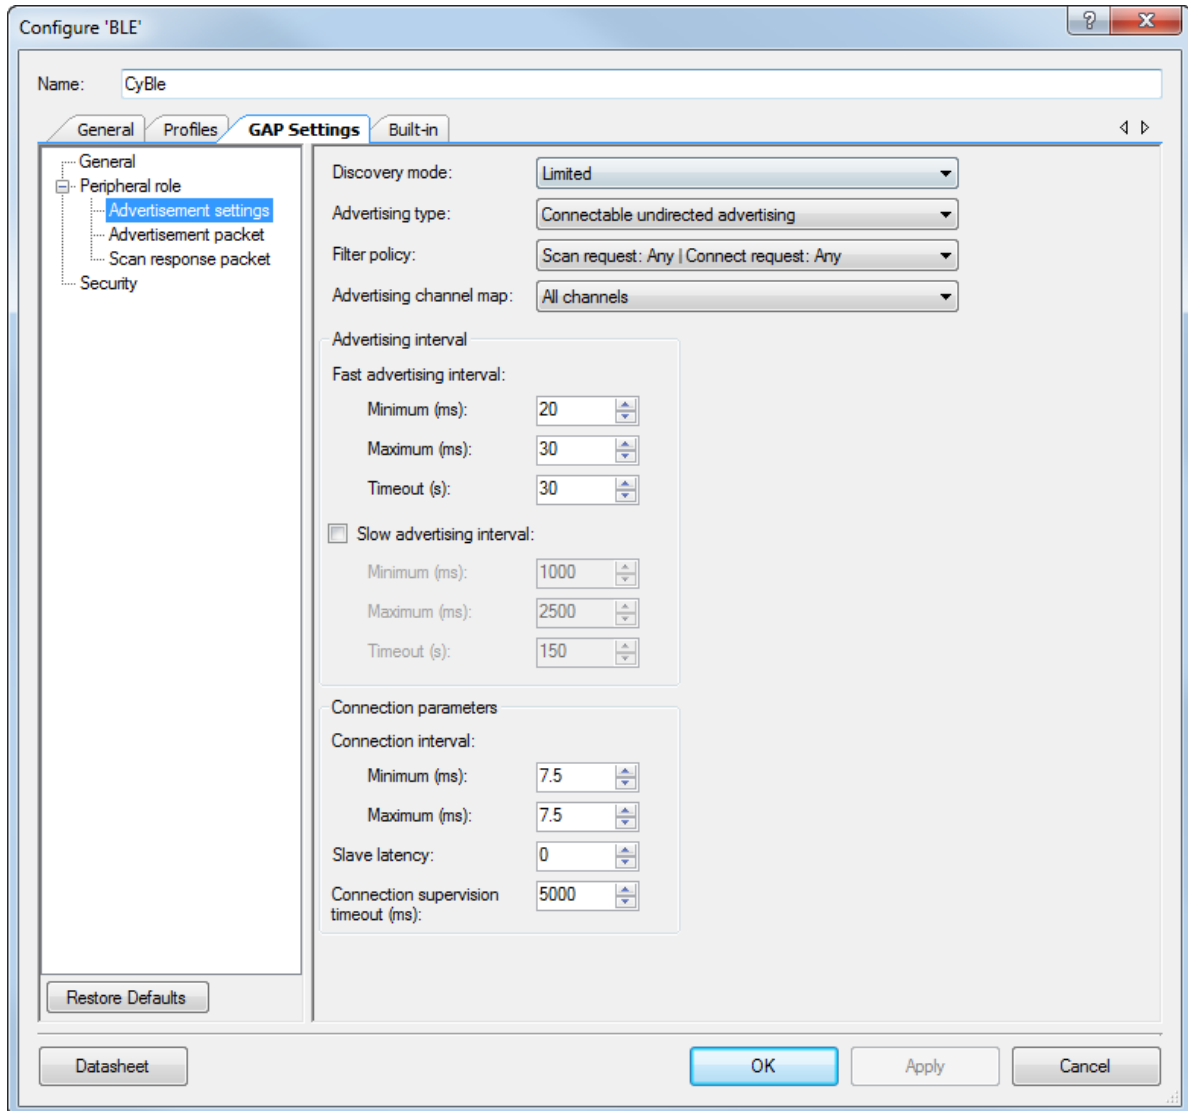 Configure 'BLE'
Name: CyBle
General Profiles GAP Settings Built-in
General
Peripheral role
Advertisement settings
Advertisement packet
Scan response packet
Security
Restore Defaults
Discovery mode: Limited
Advertising type: Connectable undirected advertising
Filter policy: Scan request: Any | Connect request: Any
Advertising channel map: All channels
Advertising interval
Fast advertising interval:
Minimum (ms): 20
Maximum (ms): 30
Timeout (s): 30
Slow advertising interval:
Minimum (ms): 1000
Maximum (ms): 2500
Timeout (s): 150
Connection parameters
Connection interval:
Minimum (ms): 7.5
Maximum (ms): 7.5
Slave latency: 0
Connection supervision 5000
timeout (ms):
Datasheet OK Apply Cancel